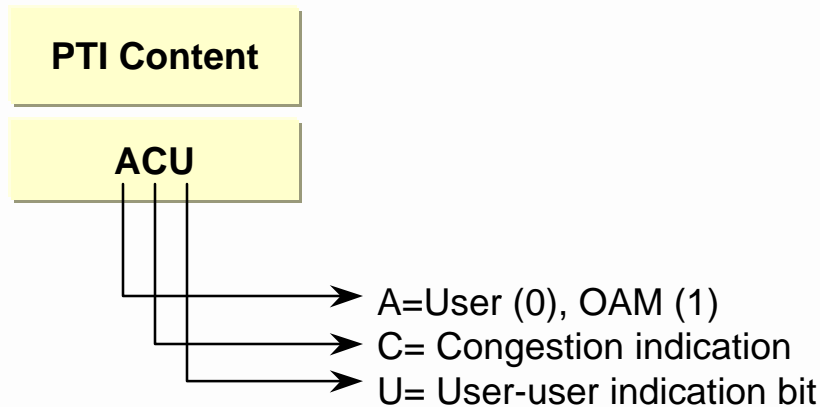 PTI Content
ACU
A=User (0), OAM (1)
C= Congestion indication
U= User-user indication bit